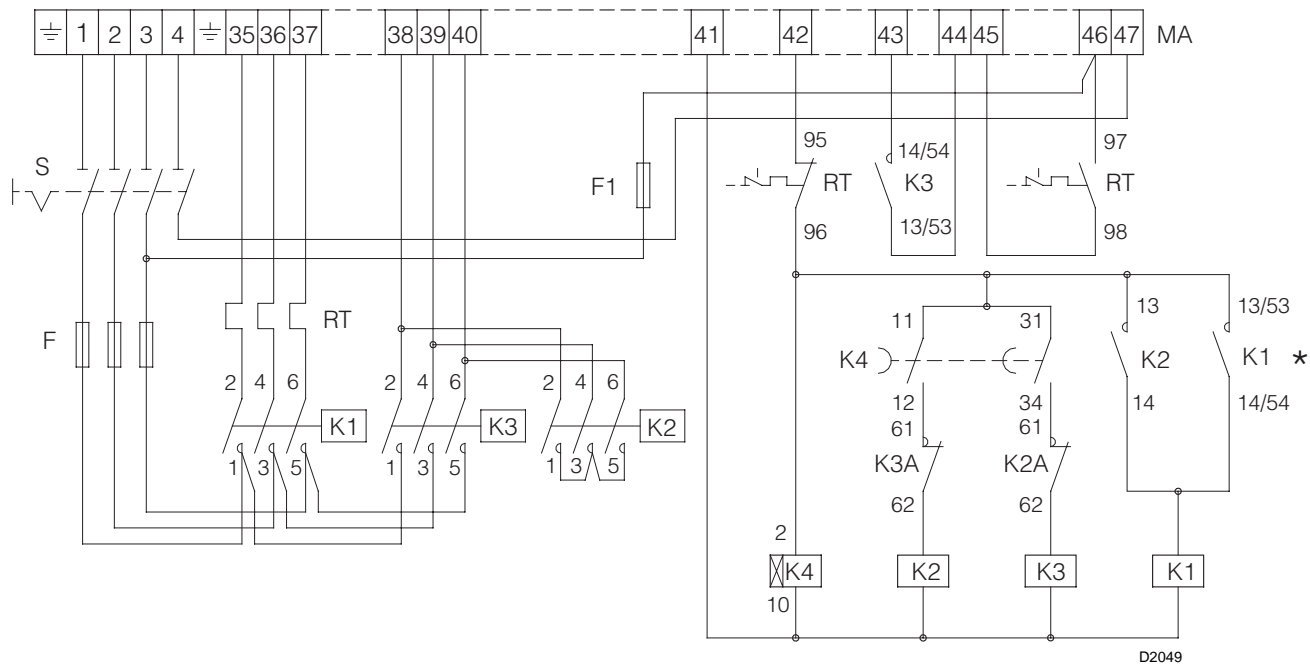 1 2 3 4 35 36 37 38 39 40 41 42 43 44 45 46 47 MA
95 14/54 97
S F1 RT K3 RT
96 13/53 98
F RT 11 31 13 13/53
K4 K2 K1 *
2 4 6 2 4 6 2 4 6 12 34 14 14/54
K1 K3 K2 61 61
1 3 5 1 3 5 1 3 5 K3A K2A
62 62
2
K4 K2 K3 K1
10
D2049